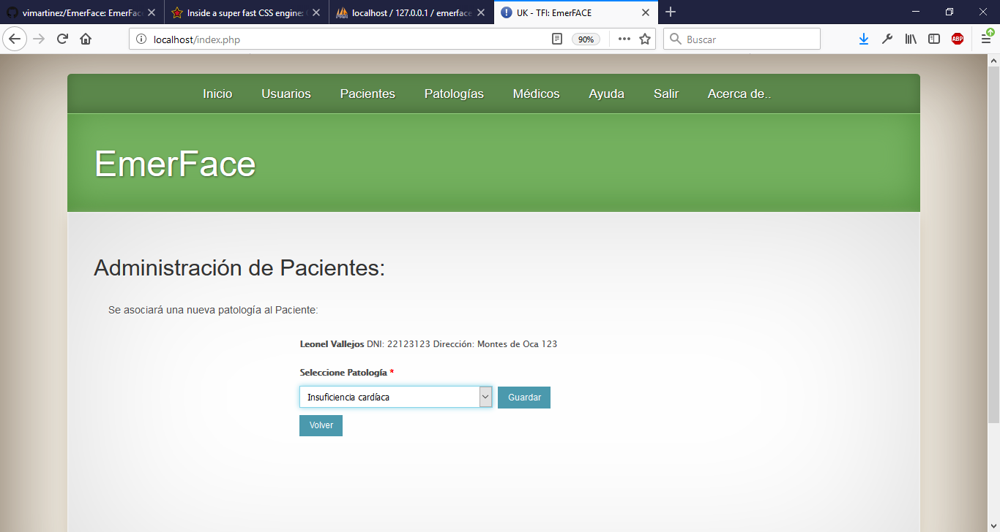 vimartinez/EmerFace: EmerFac
Inside a super fast CSS engine:
localhost / 127.0.0.1 / emerface
UK - TFI: EmerFACE
localhost/index.php
90%
Buscar
ABP
Inicio Usuarios Pacientes Patologías Médicos Ayuda Salir Acerca de..
EmerFace
Administración de Pacientes:
Se asociará una nueva patología al Paciente:
Leonel Vallejos DNI: 22123123 Dirección: Montes de Oca 123
Seleccione Patología *
Insuficiencia cardíaca
Guardar
Volver